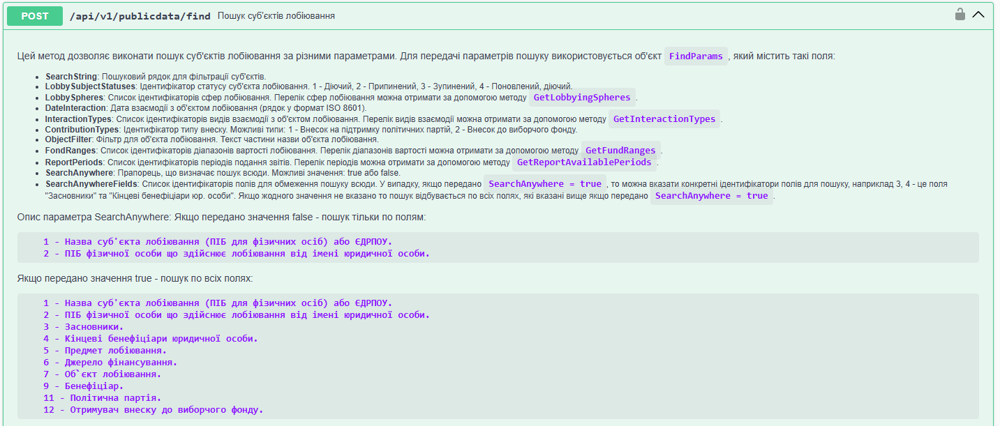 POST /api/v1/publicdata/find Пошук суб'єктів лобіювання
Цей метод дозволяє виконати пошук суб'єктів лобіювання за різними параметрами. Для передачі параметрів пошуку використовується об'єкт FindParams , який містить такі поля:
• SearchString: Пошуковий рядок для фільтрації суб'єктів.
• LobbySubjectStatuses: Ідентифікатор статусу суб'єкта лобіювання. 1 - Діючий, 2 - Припинений, 3 - Зупинений, 4 - Поновлений, діючий.
• LobbySpheres: Список ідентифікаторів сфер лобіювання. Перелік сфер лобіювання можна отримати за допомогою методу GetLobbyingSpheres .
• DateInteraction: Дата взаємодії з об'єктом лобіювання (рядок у формат ISO 8601).
• InteractionTypes: Список ідентифікаторів видів взаємодії з об'єктом лобіювання. Перелік видів взаємодії можна отримати за допомогою методу GetInteractionTypes .
• ContributionTypes: Ідентифікатор типу внеску. Можливі типи: 1 - Внесок на підтримку політичних партій, 2 - Внесок до виборчого фонду.
• ObjectFilter: Фільтр для об'єкта лобіювання. Текст частини назви об'єкта лобіювання.
• FondRanges: Список ідентифікаторів діапазонів вартості лобіювання. Перелік діапазонів вартості можна отримати за допомогою методу GetFundRanges .
• ReportPeriods: Список ідентифікаторів періодів подання звітів. Перелік періодів можна отримати за допомогою методу GetReportAvailablePeriods .
• SearchAnywhere: Прапорець, що визначає пошук всюди. Можливі значення: true або false.
• SearchAnywhereFields: Список ідентифікаторів полів для обмеження пошуку всюди. У випадку, якщо передано SearchAnywhere = true , то можна вказати конкретні ідентифікатори полів для пошуку, наприклад 3, 4 - це поля
"Засновники" та "Кінцеві бенефіціари юр. особи". Якщо жодного значення не вказано то пошук відбувається по всіх полях, які вказані вище якщо передано SearchAnywhere = true .
Опис параметра SearchAnywhere: Якщо передано значення false - пошук тільки по полям:
1 - Назва суб'єкта лобіювання (ПІБ для фізичних осіб) або ЄДРПОУ.
2 - ПІБ фізичної особи що здійснює лобіювання від імені юридичної особи.
Якщо передано значення true - пошук по всіх полях:
1 - Назва суб'єкта лобіювання (ПІБ для фізичних осіб) або ЄДРПОУ.
2 - ПІБ фізичної особи що здійснює лобіювання від імені юридичної особи.
3 - Засновники.
4 - Кінцеві бенефіціари юридичної особи.
5 - Предмет лобіювання.
6 - Джерело фінансування.
7 - Об`єкт лобіювання.
9 - Бенефіціар.
11 - Політична партія.
12 - Отримувач внеску до виборчого фонду.